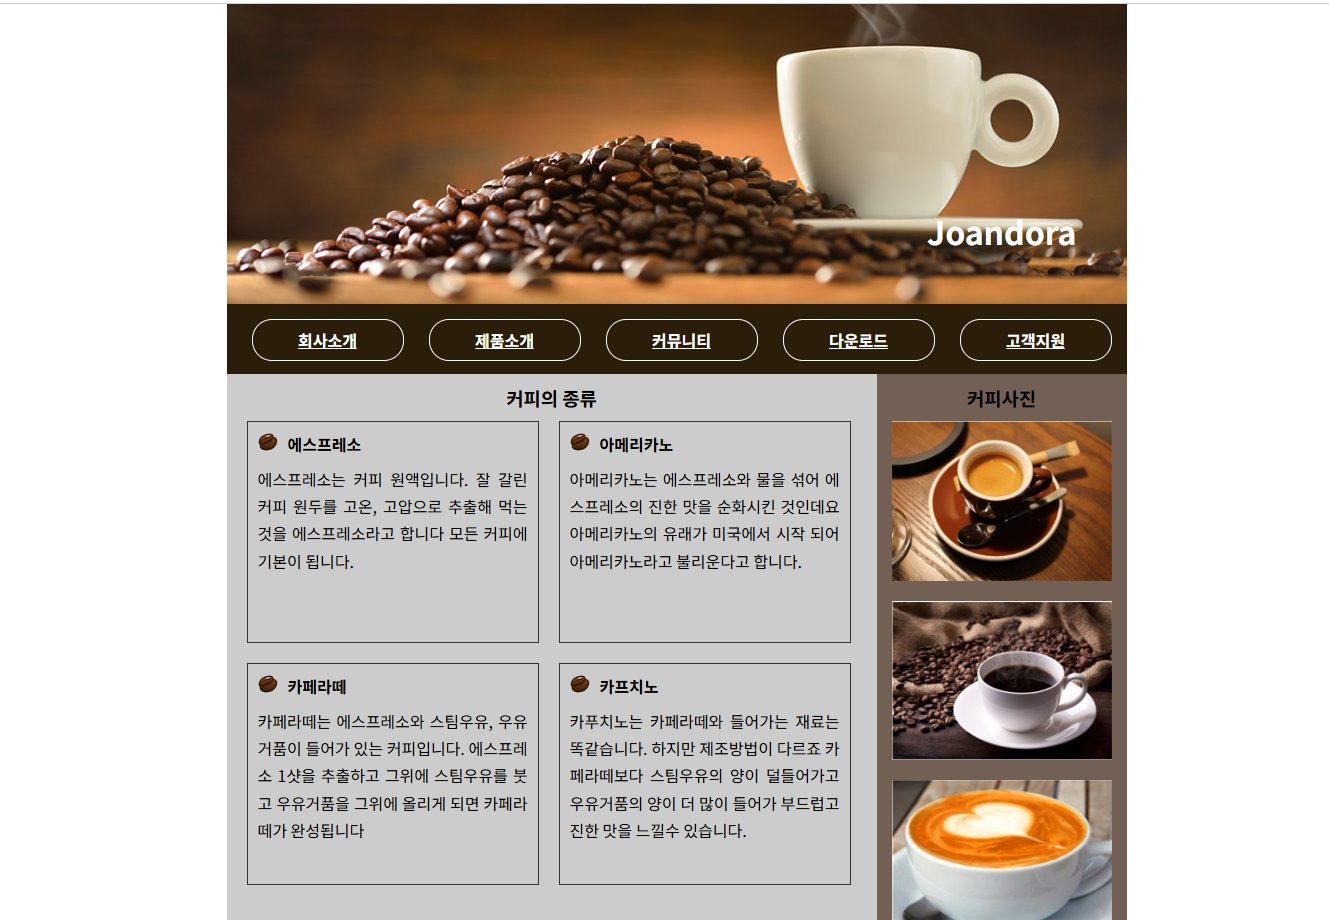 Joandora
회사소개 제품소개 커뮤니티 다운로드 고객지원
커피의 종류
에스프레소
에스프레소는 커피 원액입니다. 잘 갈린
커피 원두를 고온, 고압으로 추출해 먹는
것을 에스프레소라고 합니다 모든 커피에
기본이 됩니다.
아메리카노
아메리카노는 에스프레소와 물을 섞어 에
스프레소의 진한 맛을 순화시킨 것인데요
아메리카노의 유래가 미국에서 시작 되어
아메리카노라고 불리운다고 합니다.
카페라떼
카페라떼는 에스프레소와 스팀우유, 우유
거품이 들어가 있는 커피입니다. 에스프레
소 1샷을 추출하고 그위에 스팀우유를 붓
고 우유거품을 그위에 올리게 되면 카페라
떼가 완성됩니다
카프치노
카푸치노는 카페라떼와 들어가는 재료는
똑같습니다. 하지만 제조방법이 다르죠 카
페라떼보다 스팀우유의 양이 덜들어가고
우유거품의 양이 더 많이 들어가 부드럽고
진한 맛을 느낄수 있습니다.
커피사진